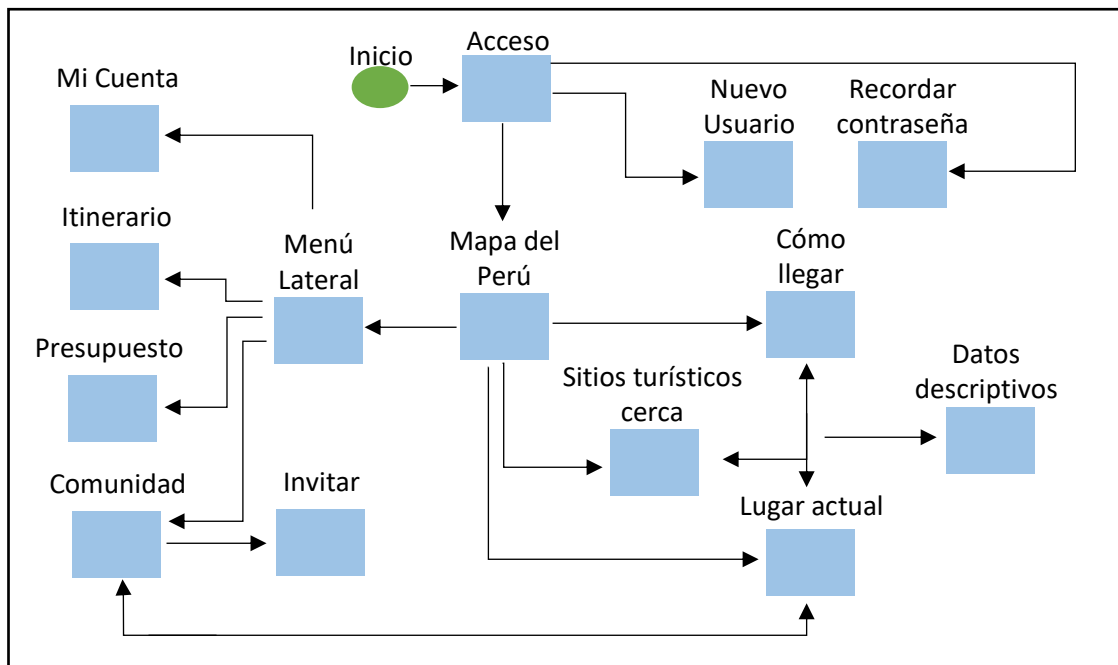 Acceso
Inicio
Mi Cuenta
Nuevo
Usuario
Recordar
contraseña
Itinerario
Menú
Lateral
Mapa del
Perú
Cómo
llegar
Presupuesto
Sitios turísticos
cerca
Datos
descriptivos
Comunidad
Invitar
Lugar actual